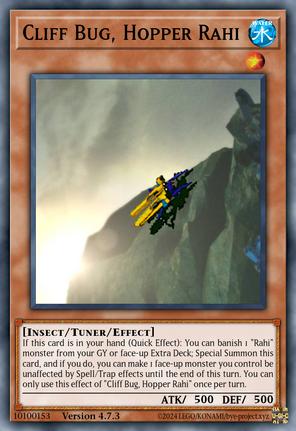 Cliff Bug, Hopper Rahi
WATER
水
[Insect/Tuner/Effect]
If this card is in your hand (Quick Effect): You can banish 1 "Rahi"
monster from your GY or face-up Extra Deck; Special Summon this
card, and if you do, you can make 1 face-up monster you control be
unaffected by Spell/Trap effects until the end of this turn. You can
only use this effect of "Cliff Bug, Hopper Rahi" once per turn.
ATK/ 500 DEF/ 500
10100153 Version 4.7.3 ©2024 LEGO/KONAMI/bye-project.xyz